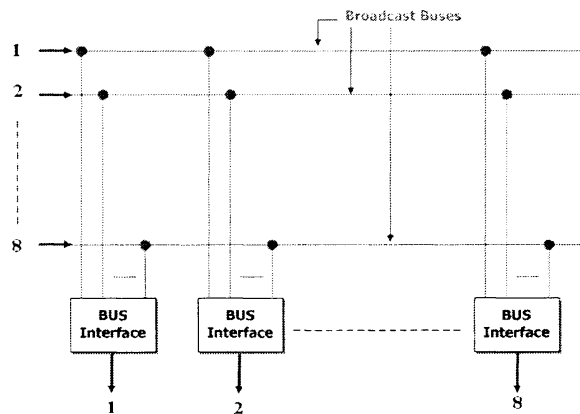 Broadcast Buses
1
2
8
BUS
Interface
BUS
Interface
BUS
Interface
1
2
8